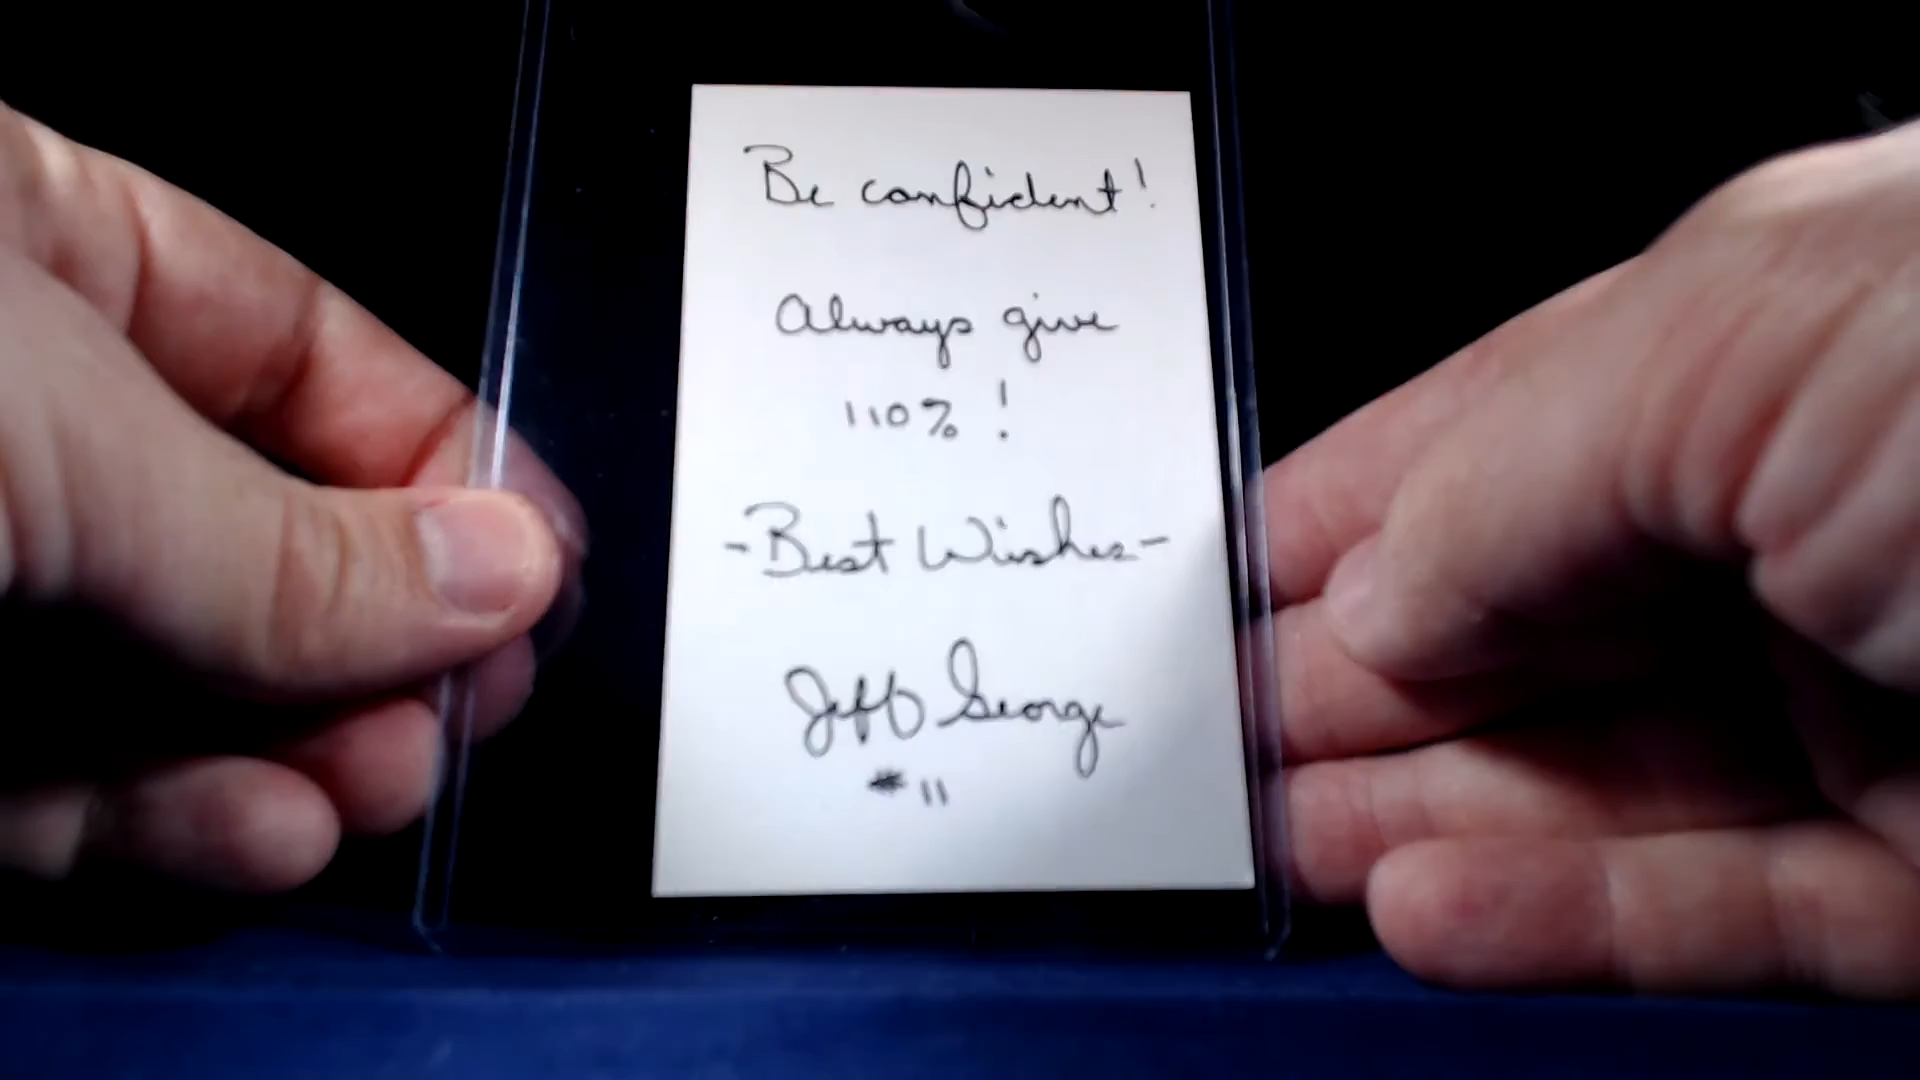 Be confident!
Always give
110% !
-Best Wishes-
Jeff George
#11